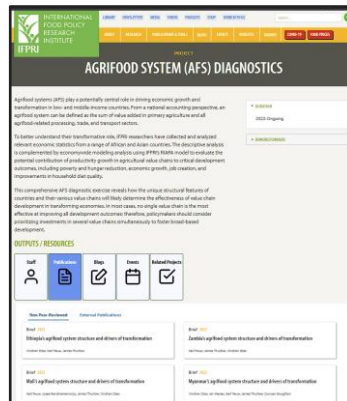 INTERNATIONAL
FOOD POLICY
RESEARCH
INSTITUTE
IFPRI
PROJECT
AGRIFOOD SYSTEM (AFS) DIAGNOSTICS
Agrifood systems (AFS) play a potentially central role in driving economic growth and
transformation in low- and middle-income countries. From a national accounting perspective, an
agrifood system can be defined as the sum of value added in primary agriculture and all
agrifood-related processing, trade, and transport sectors.
To better understand their transformative role, IFPRI researchers have collected and analyzed
relevant economic statistics from a range of African and Asian countries. The descriptive analysis
is complemented by economywide modeling analysis using IFPRI's RIAPA model to evaluate the
potential contribution of productivity growth in agricultural value chains to critical development
outcomes, including poverty and hunger reduction, economic growth, job creation, and
improvements in household diet quality.
This comprehensive AFS diagnostic exercise reveals how the unique structural features of
countries and their various value chains will likely determine the effectiveness of value chain
development in transforming economies. In most cases, no single value chain is the most
effective at improving all development outcomes; therefore, policymakers should consider
prioritizing investments in several value chains simultaneously to foster broad-based
development.
OUTPUTS / RESOURCES
Staff
Publications
Blogs
Events
Related Projects
Non-Peer-Reviewed
External Publications
Brief
Ethiopia's agrifood system structure and drivers of transformation
Brief
Zambia's agrifood system structure and drivers of transformation
Brief
Mali's agrifood system structure and drivers of transformation
Brief
Myanmar's agrifood system structure and drivers of transformation